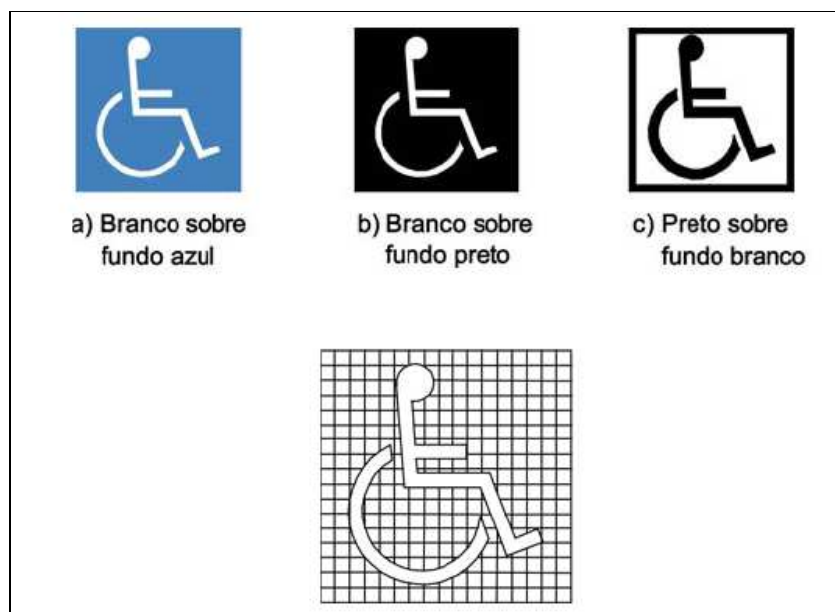 a) Branco sobre
fundo azul
b) Branco sobre
fundo preto
c) Preto sobre
fundo branco